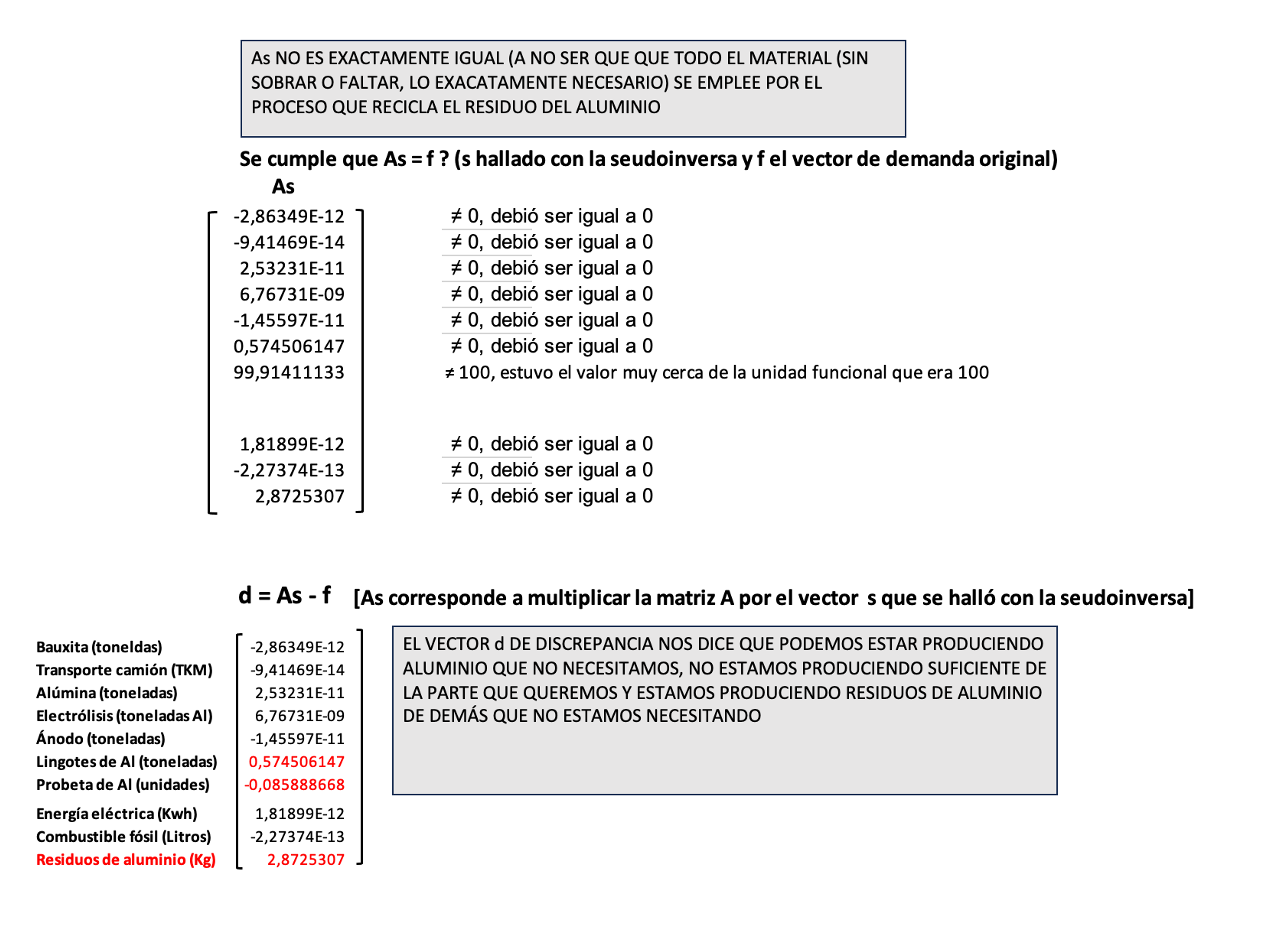 As NO ES EXACTAMENTE IGUAL (A NO SER QUE QUE TODO EL MATERIAL (SIN
SOBRAR O FALTAR, LO EXACATAMENTE NECESARIO) SE EMPLEE POR EL
PROCESO QUE RECICLA EL RESIDUO DEL ALUMINIO
Se cumple que As = f ? (s hallado con la seudoinversa y f el vector de demanda original)
As
-2,86349E-12 ≠ 0, debió ser igual a 0
-9,41469E-14 ≠ 0, debió ser igual a 0
2,53231E-11 ≠ 0, debió ser igual a 0
6,76731E-09 ≠ 0, debió ser igual a 0
-1,45597E-11 ≠ 0, debió ser igual a 0
0,574506147 ≠ 0, debió ser igual a 0
99,91411133 ≠ 100, estuvo el valor muy cerca de la unidad funcional que era 100
1,81899E-12 ≠ 0, debió ser igual a 0
-2,27374E-13 ≠ 0, debió ser igual a 0
2,8725307 ≠ 0, debió ser igual a 0
d = As - f [As corresponde a multiplicar la matriz A por el vector s que se halló con la seudoinversa]
Bauxita (toneldas) -2,86349E-12
Transporte camión (TKM) -9,41469E-14
Alúmina (toneladas) 2,53231E-11
Electrólisis (toneladas Al) 6,76731E-09
Ánodo (toneladas) -1,45597E-11
Lingotes de Al (toneladas) 0,574506147
Probeta de Al (unidades) -0,085888668
Energía eléctrica (Kwh) 1,81899E-12
Combustible fósil (Litros) -2,27374E-13
Residuos de aluminio (Kg) 2,8725307
EL VECTOR d DE DISCREPANCIA NOS DICE QUE PODEMOS ESTAR PRODUCIENDO
ALUMINIO QUE NO NECESITAMOS, NO ESTAMOS PRODUCIENDO SUFICIENTE DE
LA PARTE QUE QUEREMOS Y ESTAMOS PRODUCIENDO RESIDUOS DE ALUMINIO
DE DEMÁS QUE NO ESTAMOS NECESITANDO